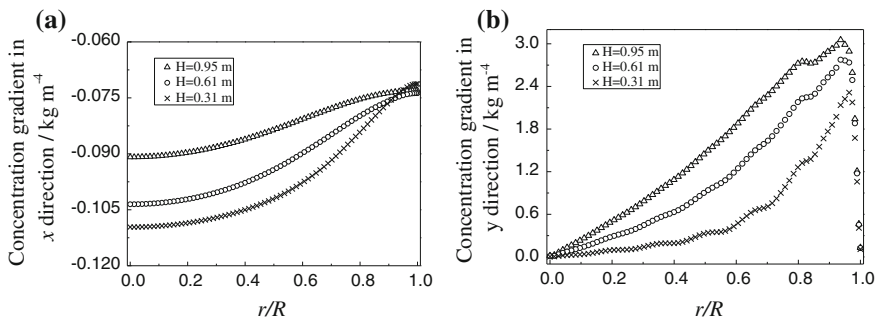 (a)
-0.060
-0.075
-0.090
-0.105
-0.120
Concentration gradient in
x direction / kg m-4
H=0.95 m
H=0.61 m
H=0.31 m
0.0 0.2 0.4 0.6 0.8 1.0
r/R
(b)
3.0
2.4
1.8
1.2
0.6
0.0
Concentration gradient in
y direction / kg m-4
H=0.95 m
H=0.61 m
H=0.31 m
0.0 0.2 0.4 0.6 0.8 1.0
r/R